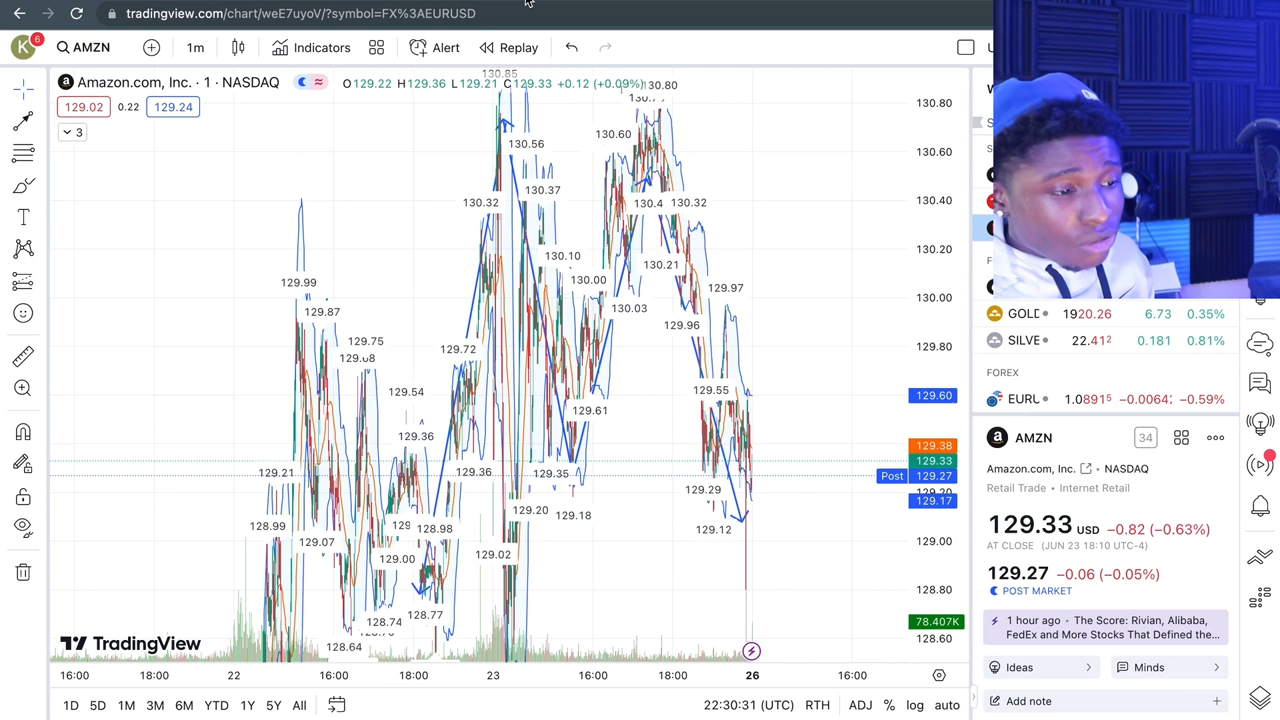 tradingview.com/chart/weE7uyoV/?symbol=FX%3AEURUSD
K 6 AMZN 1m Indicators Alert Replay
Amazon.com, Inc. · 1 · NASDAQ O129.22 H129.36 L129.21 C129.33 +0.12 (+0.09%)
129.02 0.22 129.24
3
130.85
130.80
130.56
130.60
130.37
130.32
130.4
130.32
130.10
130.21
130.00
130.03
129.99
129.97
129.87
129.96
129.75
129.72
129.54
129.55
129.61
129.36
129.36
129.35
129.21
129.29
129.20
129.18
128.99
128.98
129.12
129.07
129.02
129.00
128.77
128.74
128.64
130.80
130.60
130.40
130.20
130.00
129.80
129.60
129.38
129.33
Post 129.27
129.20
129.17
129.00
128.80
78.407K
128.60
TradingView
16:00 18:00 22 16:00 18:00 23 16:00 18:00 26 16:00
1D 5D 1M 3M 6M YTD 1Y 5Y All 22:30:31 (UTC) RTH ADJ % log auto
GOLD 1920.26 6.73 0.35%
SILVE 22.412 0.181 0.81%
FOREX
EURU 1.08915 −0.0064 −0.59%
AMZN 34
Amazon.com, Inc. · NASDAQ
Retail Trade · Internet Retail
129.33 USD −0.82 (−0.63%)
AT CLOSE (JUN 23 18:10 UTC-4)
129.27 −0.06 (−0.05%)
POST MARKET
1 hour ago · The Score: Rivian, Alibaba,
FedEx and More Stocks That Defined the...
Ideas Minds
Add note